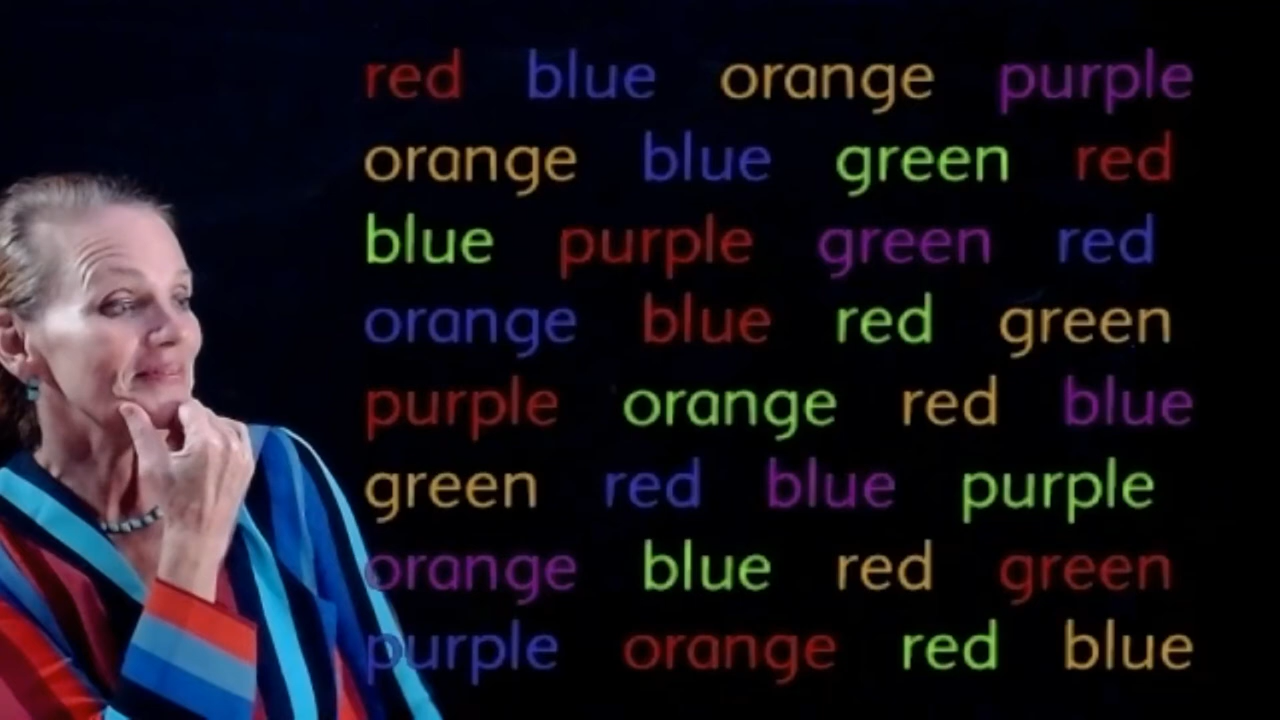 red blue orange purple
orange blue green red
blue purple green red
orange blue red green
purple orange red blue
green red blue purple
orange blue red green
purple orange red blue